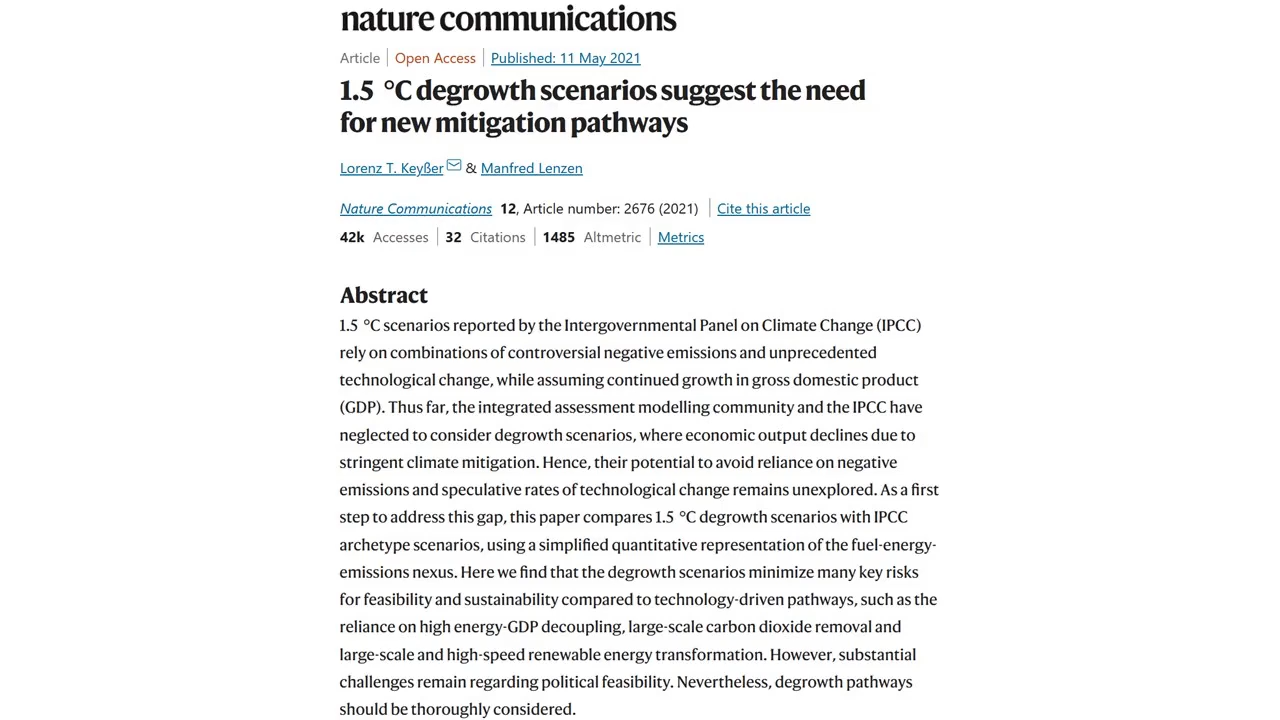 nature communications
Article | Open Access | Published: 11 May 2021
1.5 °C degrowth scenarios suggest the need
for new mitigation pathways
Lorenz T. Keyßer & Manfred Lenzen
Nature Communications 12, Article number: 2676 (2021) | Cite this article
42k Accesses | 32 Citations | 1485 Altmetric | Metrics
Abstract
1.5 °C scenarios reported by the Intergovernmental Panel on Climate Change (IPCC)
rely on combinations of controversial negative emissions and unprecedented
technological change, while assuming continued growth in gross domestic product
(GDP). Thus far, the integrated assessment modelling community and the IPCC have
neglected to consider degrowth scenarios, where economic output declines due to
stringent climate mitigation. Hence, their potential to avoid reliance on negative
emissions and speculative rates of technological change remains unexplored. As a first
step to address this gap, this paper compares 1.5 °C degrowth scenarios with IPCC
archetype scenarios, using a simplified quantitative representation of the fuel-energy-
emissions nexus. Here we find that the degrowth scenarios minimize many key risks
for feasibility and sustainability compared to technology-driven pathways, such as the
reliance on high energy-GDP decoupling, large-scale carbon dioxide removal and
large-scale and high-speed renewable energy transformation. However, substantial
challenges remain regarding political feasibility. Nevertheless, degrowth pathways
should be thoroughly considered.